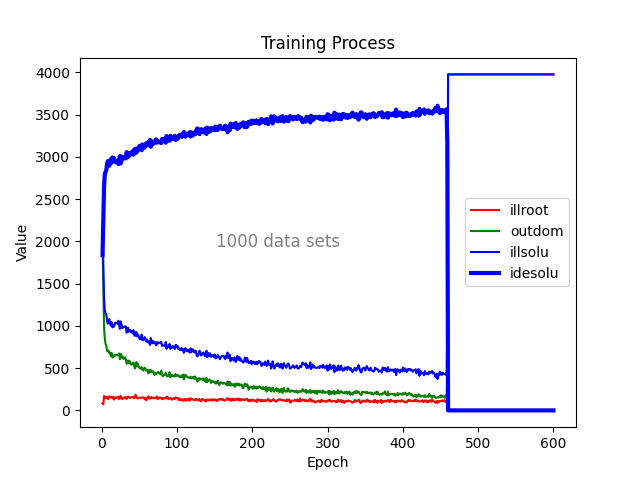 Training Process
Value
4000
3500
3000
2500
2000
1500
1000
500
0
1000 data sets
illroot
outdom
illsolu
idesolu
0
100
200
300
400
500
600
Epoch